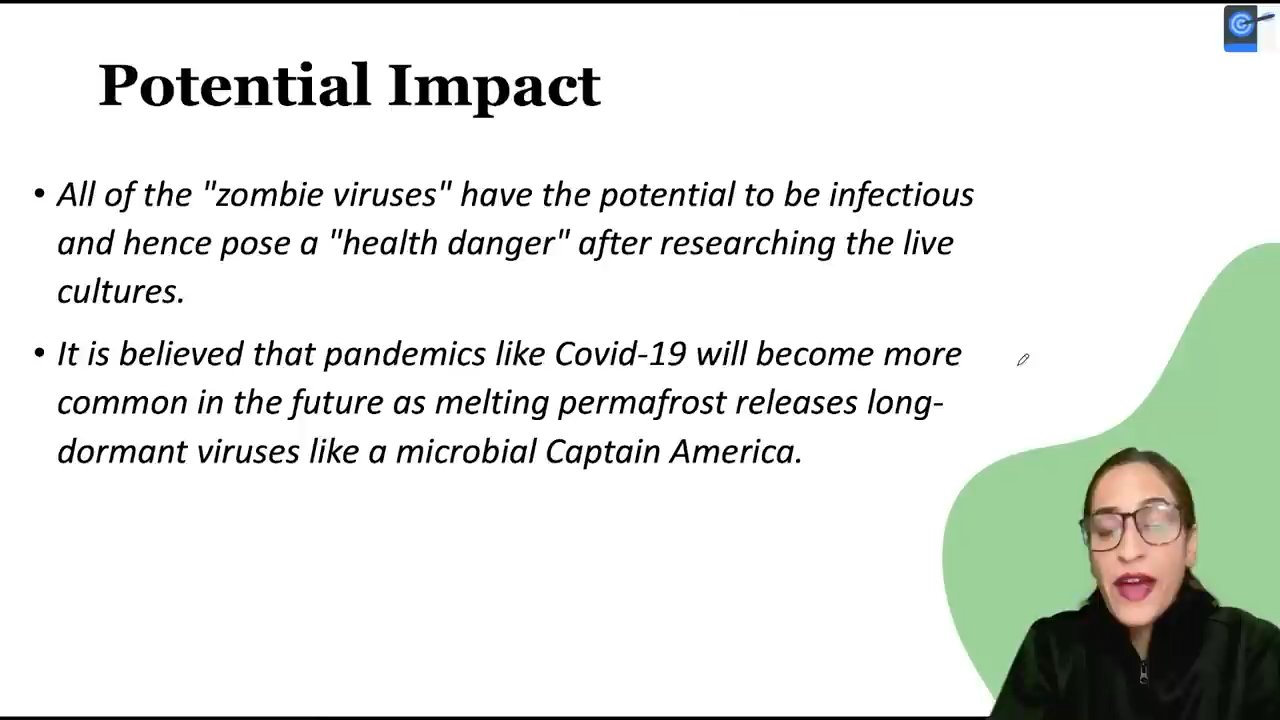 Potential Impact
• All of the "zombie viruses" have the potential to be infectious
and hence pose a "health danger" after researching the live
cultures.
• It is believed that pandemics like Covid-19 will become more
common in the future as melting permafrost releases long-
dormant viruses like a microbial Captain America.